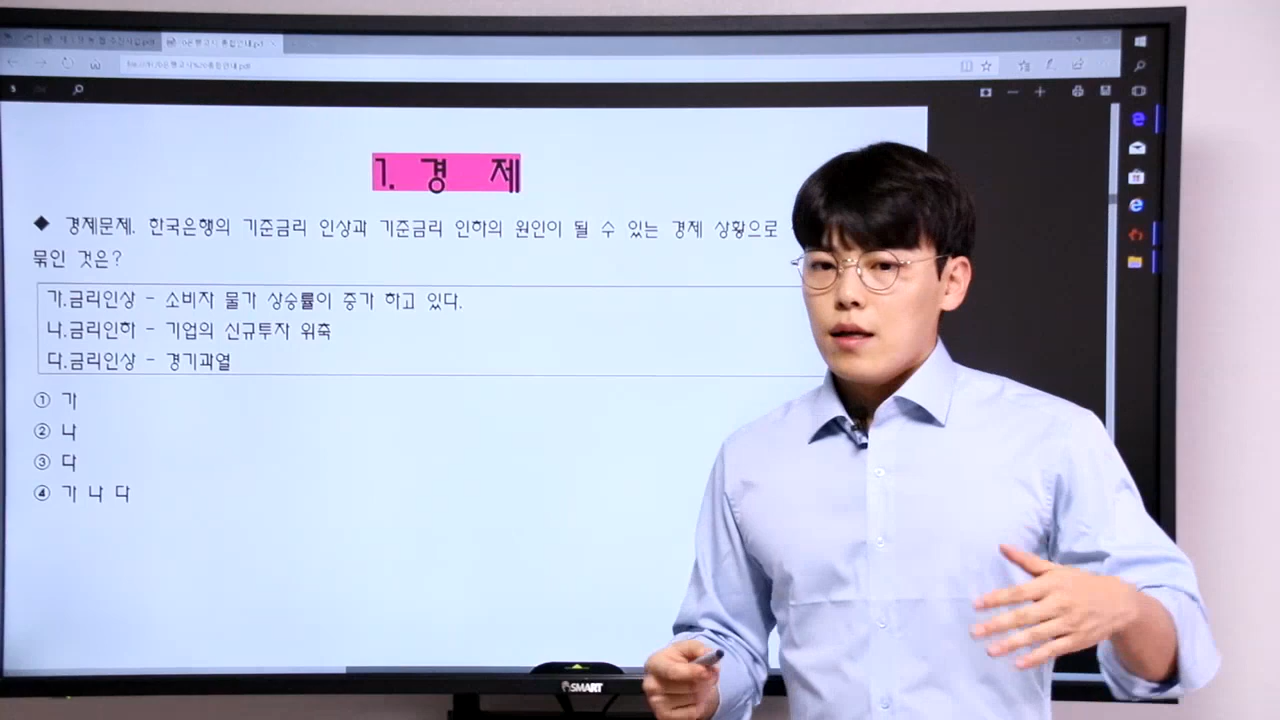 1. 경 제
◆ 경제문제. 한국은행의 기준금리 인상과 기준금리 인하의 원인이 될 수 있는 경제 상황으로
묶인 것은?
가.금리인상 - 소비자 물가 상승률이 증가 하고 있다.
나.금리인하 - 기업의 신규투자 위축
다.금리인상 - 경기과열
① 가
② 나
③ 다
④ 가 나 다
SMART